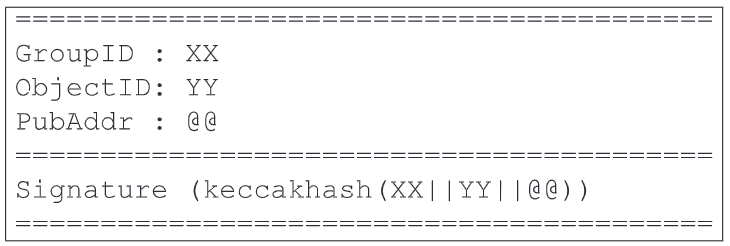 =========================================
GroupID : XX
ObjectID: YY
PubAddr : @@
=========================================
Signature (keccakhash(XX||YY||@@))
=========================================